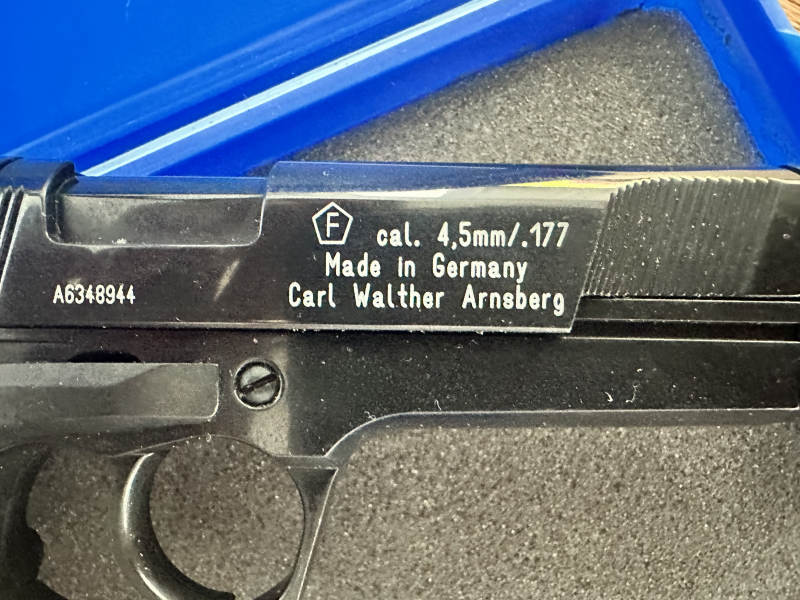 F cal. 4,5mm/.177
Made in Germany
Carl Walther Arnsberg
A6348944